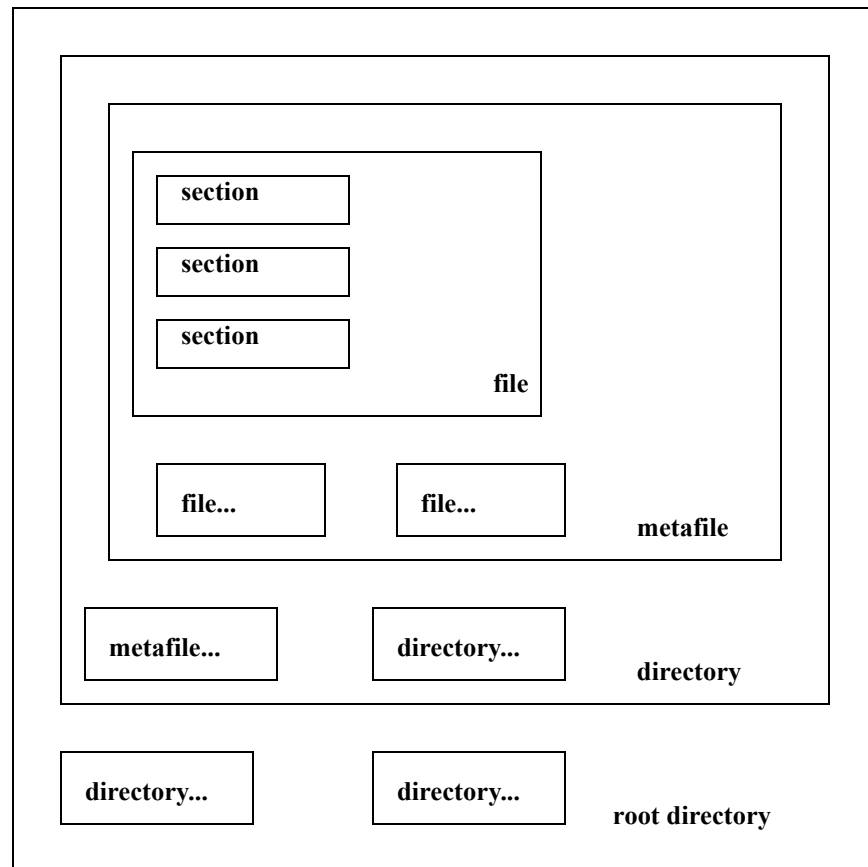 section
section
section
file
file... file...
metafile
metafile... directory...
directory
directory... directory...
root directory